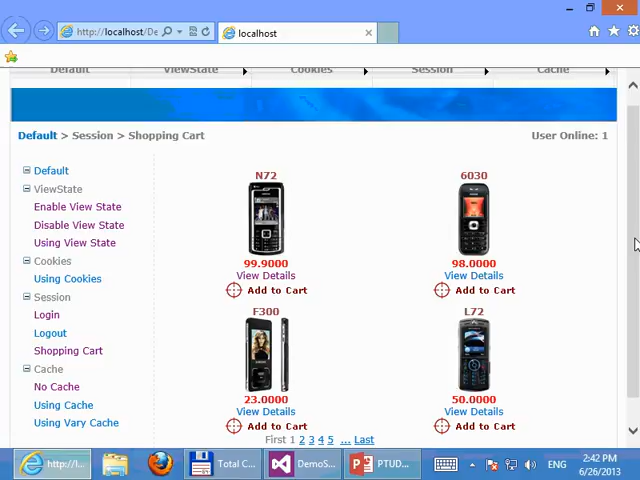 http://localhost/De
localhost
Default ViewState Cookies Session Cache
Default > Session > Shopping Cart
User Online: 1
Default
ViewState
Enable View State
Disable View State
Using View State
Cookies
Using Cookies
Session
Login
Logout
Shopping Cart
Cache
No Cache
Using Cache
Using Vary Cache
N72
99.9000
View Details
Add to Cart
6030
98.0000
View Details
Add to Cart
F300
23.0000
View Details
Add to Cart
L72
50.0000
View Details
Add to Cart
First 1 2 3 4 5 ... Last
http://l...
Total C...
DemoS...
PTUD...
ENG
2:42 PM
6/26/2013